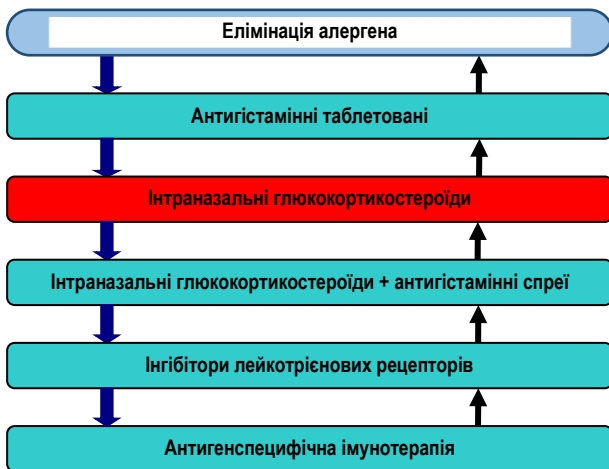 Елімінація алергена
Антигістамінні таблетовані
Інтраназальні глюкокортикостероїди
Інтраназальні глюкокортикостероїди + антигістамінні спреї
Інгібітори лейкотрієнових рецепторів
Антигенспецифічна імунотерапія